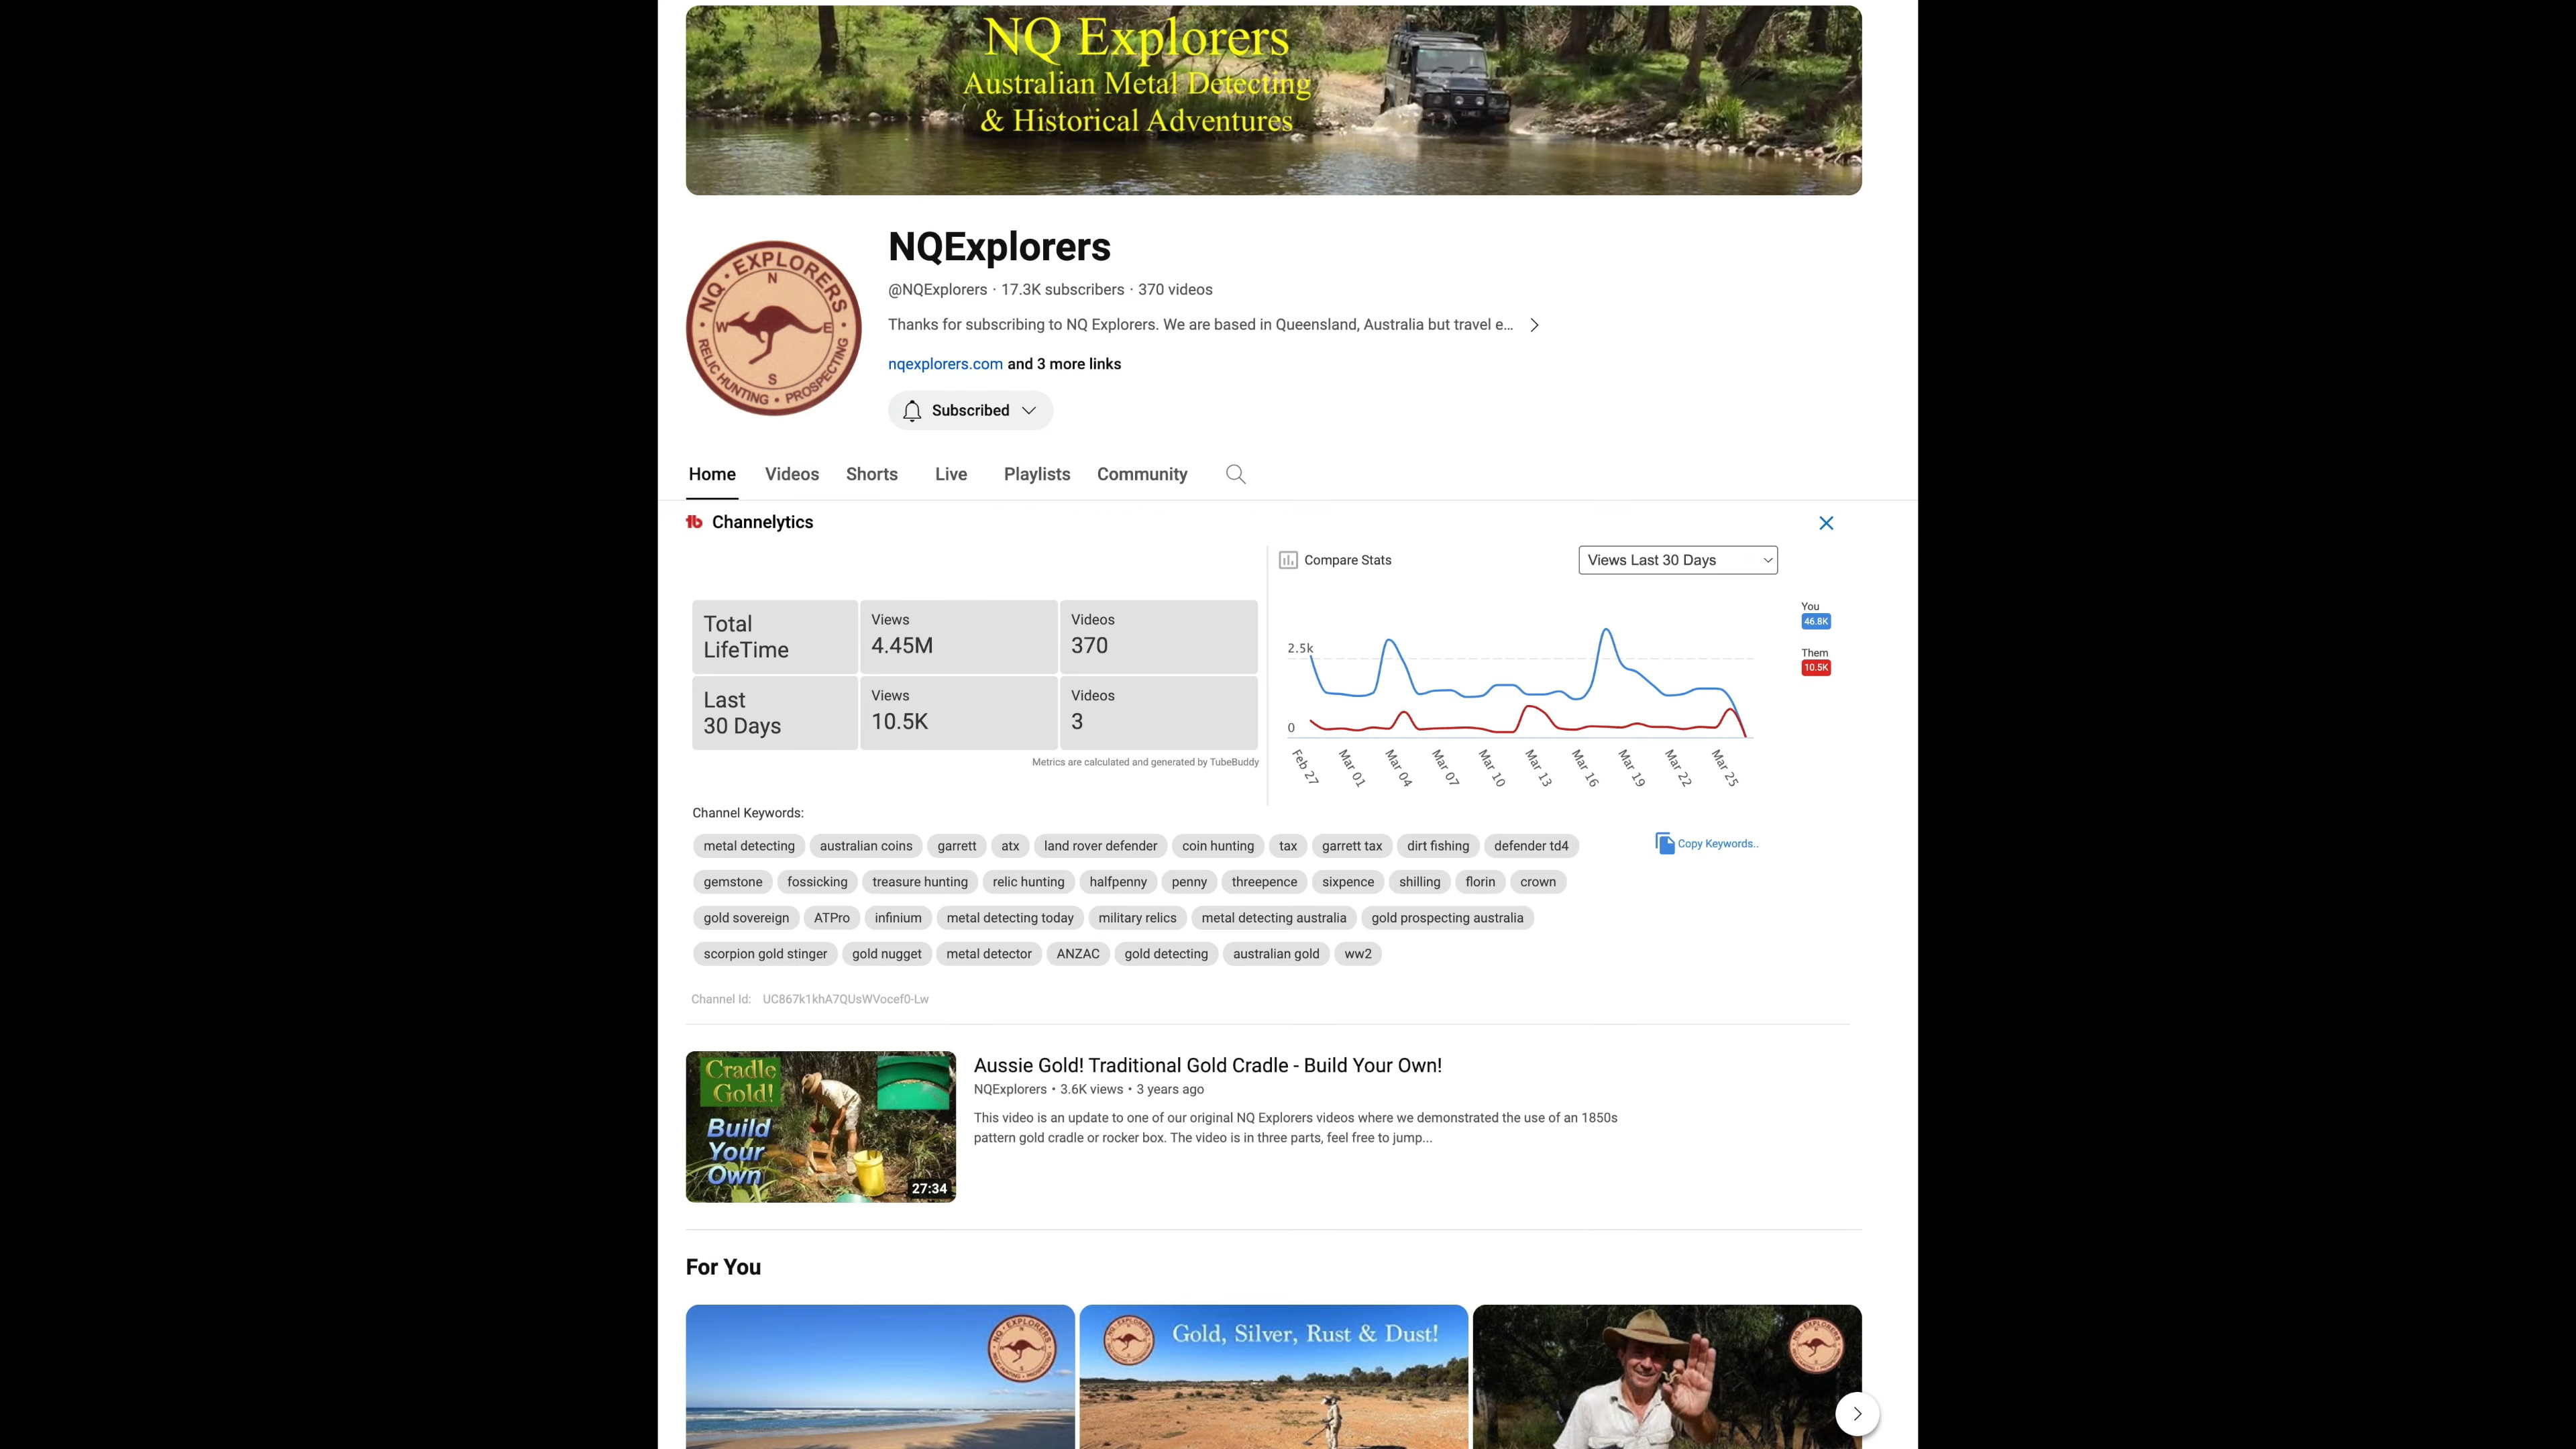 NQ Explorers
Australian Metal Detecting
& Historical Adventures
NQ • EXPLORERS
N
W E
S
RELIC HUNTING • PROSPECTING
NQExplorers
@NQExplorers · 17.3K subscribers · 370 videos
Thanks for subscribing to NQ Explorers. We are based in Queensland, Australia but travel e...
nqexplorers.com and 3 more links
Subscribed
Home Videos Shorts Live Playlists Community
Channelytics
Compare Stats
Views Last 30 Days
Total
LifeTime
Views
4.45M
Videos
370
Last
30 Days
Views
10.5K
Videos
3
Metrics are calculated and generated by TubeBuddy
2.5k
0
Feb 27 Mar 01 Mar 04 Mar 07 Mar 10 Mar 13 Mar 16 Mar 19 Mar 22 Mar 25
You
46.8K
Them
10.5K
Channel Keywords:
metal detecting australian coins garrett atx land rover defender coin hunting tax garrett tax dirt fishing defender td4
Copy Keywords..
gemstone fossicking treasure hunting relic hunting halfpenny penny threepence sixpence shilling florin crown
gold sovereign ATPro infinium metal detecting today military relics metal detecting australia gold prospecting australia
scorpion gold stinger gold nugget metal detector ANZAC gold detecting australian gold ww2
Channel Id: UC867k1khA7QUsWVocef0-Lw
Cradle
Gold!
Build
Your
Own
27:34
Aussie Gold! Traditional Gold Cradle - Build Your Own!
NQExplorers • 3.6K views • 3 years ago
This video is an update to one of our original NQ Explorers videos where we demonstrated the use of an 1850s
pattern gold cradle or rocker box. The video is in three parts, feel free to jump...
For You
NQ • EXPLORERS
Gold, Silver, Rust & Dust!